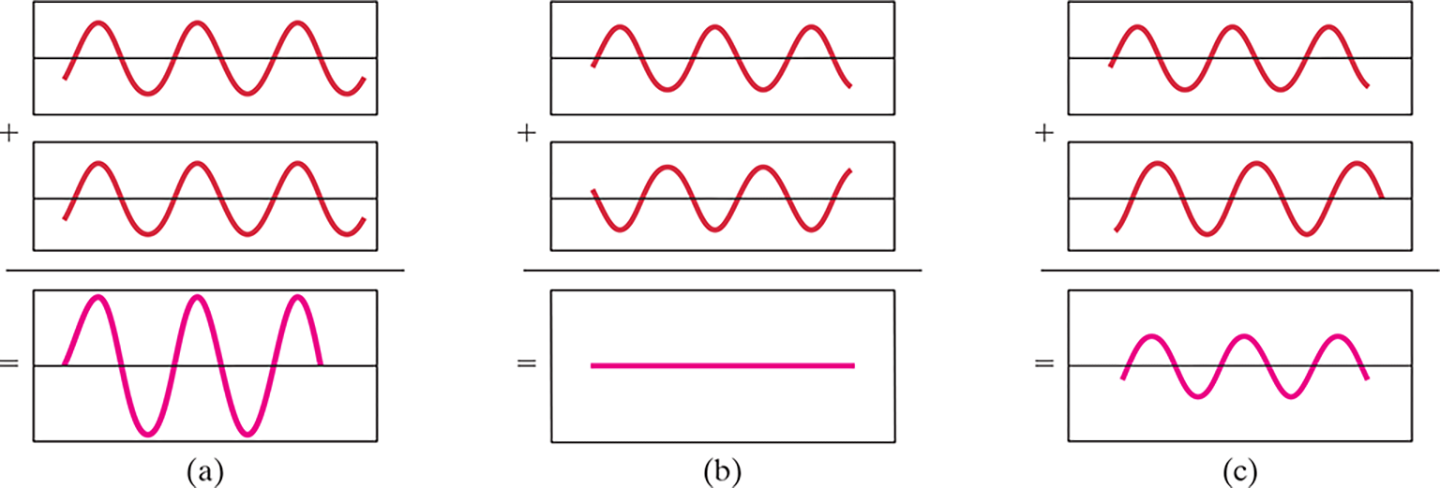 + + +
= = =
(a) (b) (c)